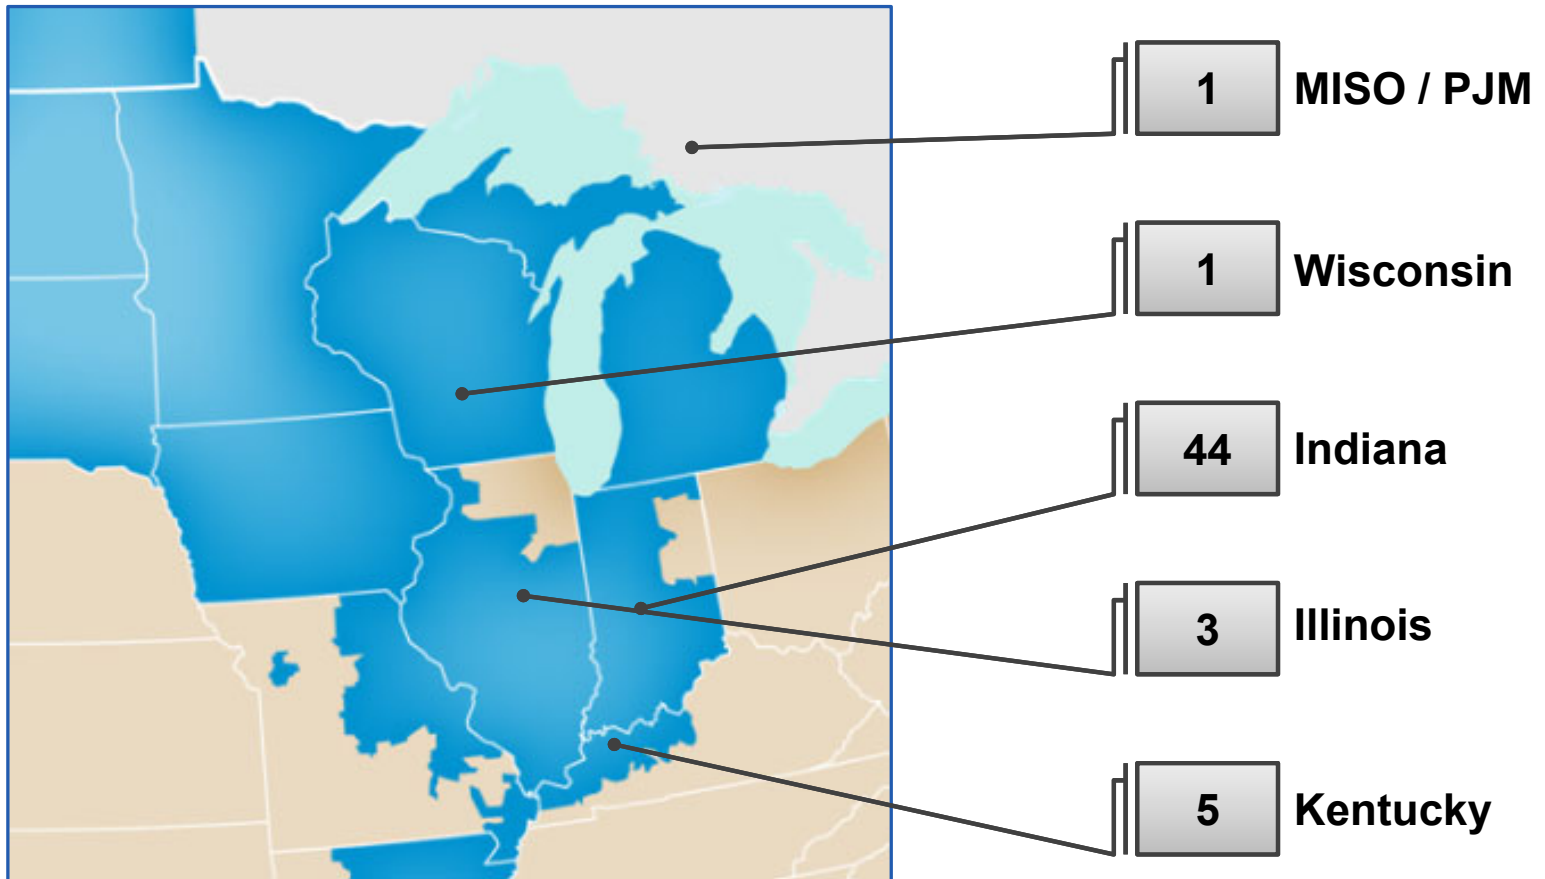 1 MISO / PJM
1 Wisconsin
44 Indiana
3 Illinois
5 Kentucky